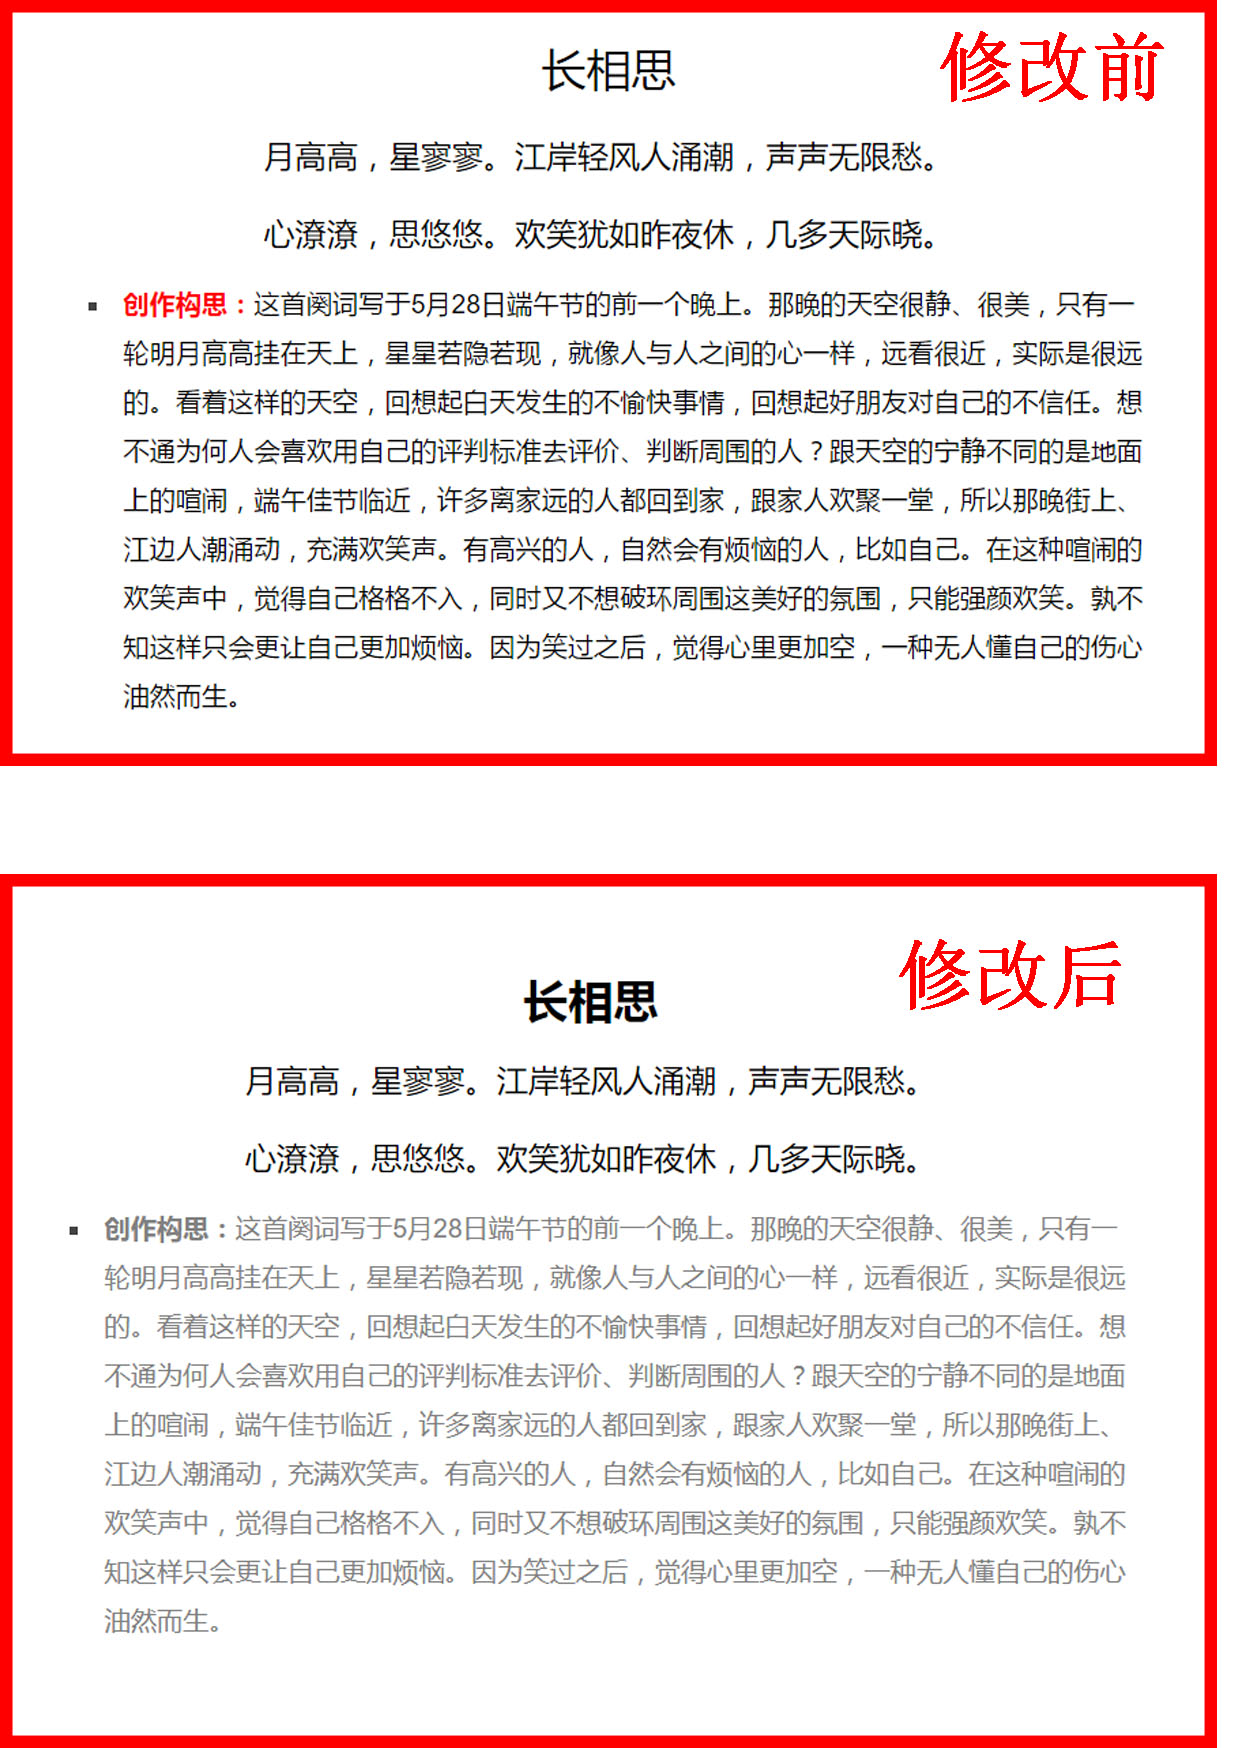 长相思
修改前
月高高，星寥寥。江岸轻风人涌潮，声声无限愁。
心潦潦，思悠悠。欢笑犹如昨夜休，几多天际晓。
▪ 创作构思：这首阕词写于5月28日端午节的前一个晚上。那晚的天空很静、很美，只有一
轮明月高高挂在天上，星星若隐若现，就像人与人之间的心一样，远看很近，实际是很远
的。看着这样的天空，回想起白天发生的不愉快事情，回想起好朋友对自己的不信任。想
不通为何人会喜欢用自己的评判标准去评价、判断周围的人？跟天空的宁静不同的是地面
上的喧闹，端午佳节临近，许多离家远的人都回到家，跟家人欢聚一堂，所以那晚街上、
江边人潮涌动，充满欢笑声。有高兴的人，自然会有烦恼的人，比如自己。在这种喧闹的
欢笑声中，觉得自己格格不入，同时又不想破环周围这美好的氛围，只能强颜欢笑。孰不
知这样只会更让自己更加烦恼。因为笑过之后，觉得心里更加空，一种无人懂自己的伤心
油然而生。
修改后
长相思
月高高，星寥寥。江岸轻风人涌潮，声声无限愁。
心潦潦，思悠悠。欢笑犹如昨夜休，几多天际晓。
▪ 创作构思：这首阕词写于5月28日端午节的前一个晚上。那晚的天空很静、很美，只有一
轮明月高高挂在天上，星星若隐若现，就像人与人之间的心一样，远看很近，实际是很远
的。看着这样的天空，回想起白天发生的不愉快事情，回想起好朋友对自己的不信任。想
不通为何人会喜欢用自己的评判标准去评价、判断周围的人？跟天空的宁静不同的是地面
上的喧闹，端午佳节临近，许多离家远的人都回到家，跟家人欢聚一堂，所以那晚街上、
江边人潮涌动，充满欢笑声。有高兴的人，自然会有烦恼的人，比如自己。在这种喧闹的
欢笑声中，觉得自己格格不入，同时又不想破环周围这美好的氛围，只能强颜欢笑。孰不
知这样只会更让自己更加烦恼。因为笑过之后，觉得心里更加空，一种无人懂自己的伤心
油然而生。